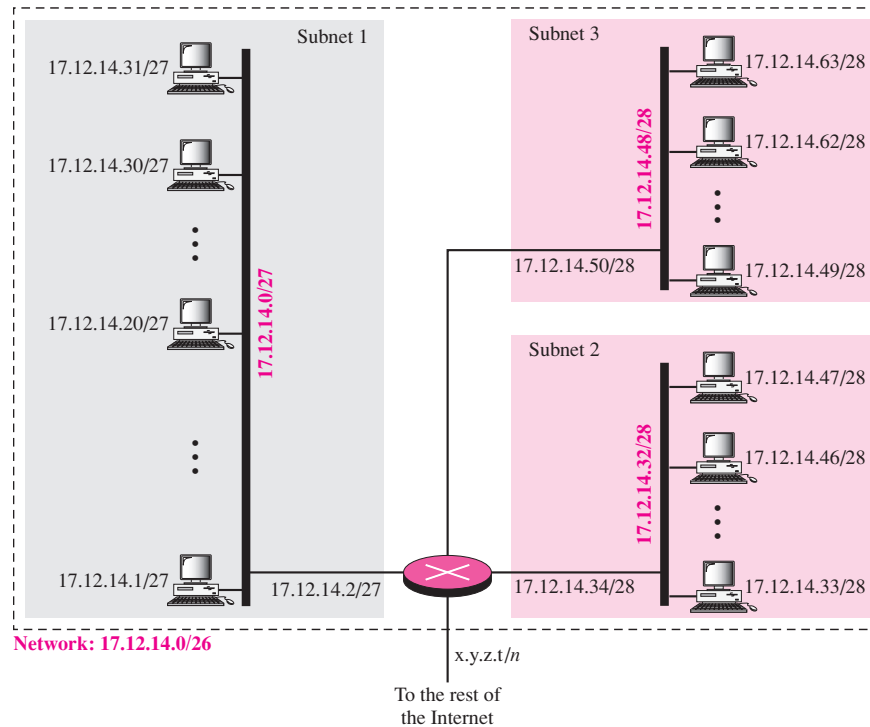 Subnet 1
17.12.14.31/27
17.12.14.30/27
17.12.14.20/27
17.12.14.1/27
17.12.14.0/27
17.12.14.2/27
Subnet 3
17.12.14.63/28
17.12.14.62/28
17.12.14.49/28
17.12.14.48/28
17.12.14.50/28
Subnet 2
17.12.14.47/28
17.12.14.46/28
17.12.14.33/28
17.12.14.32/28
17.12.14.34/28
Network: 17.12.14.0/26
x.y.z.t/n
To the rest of
the Internet